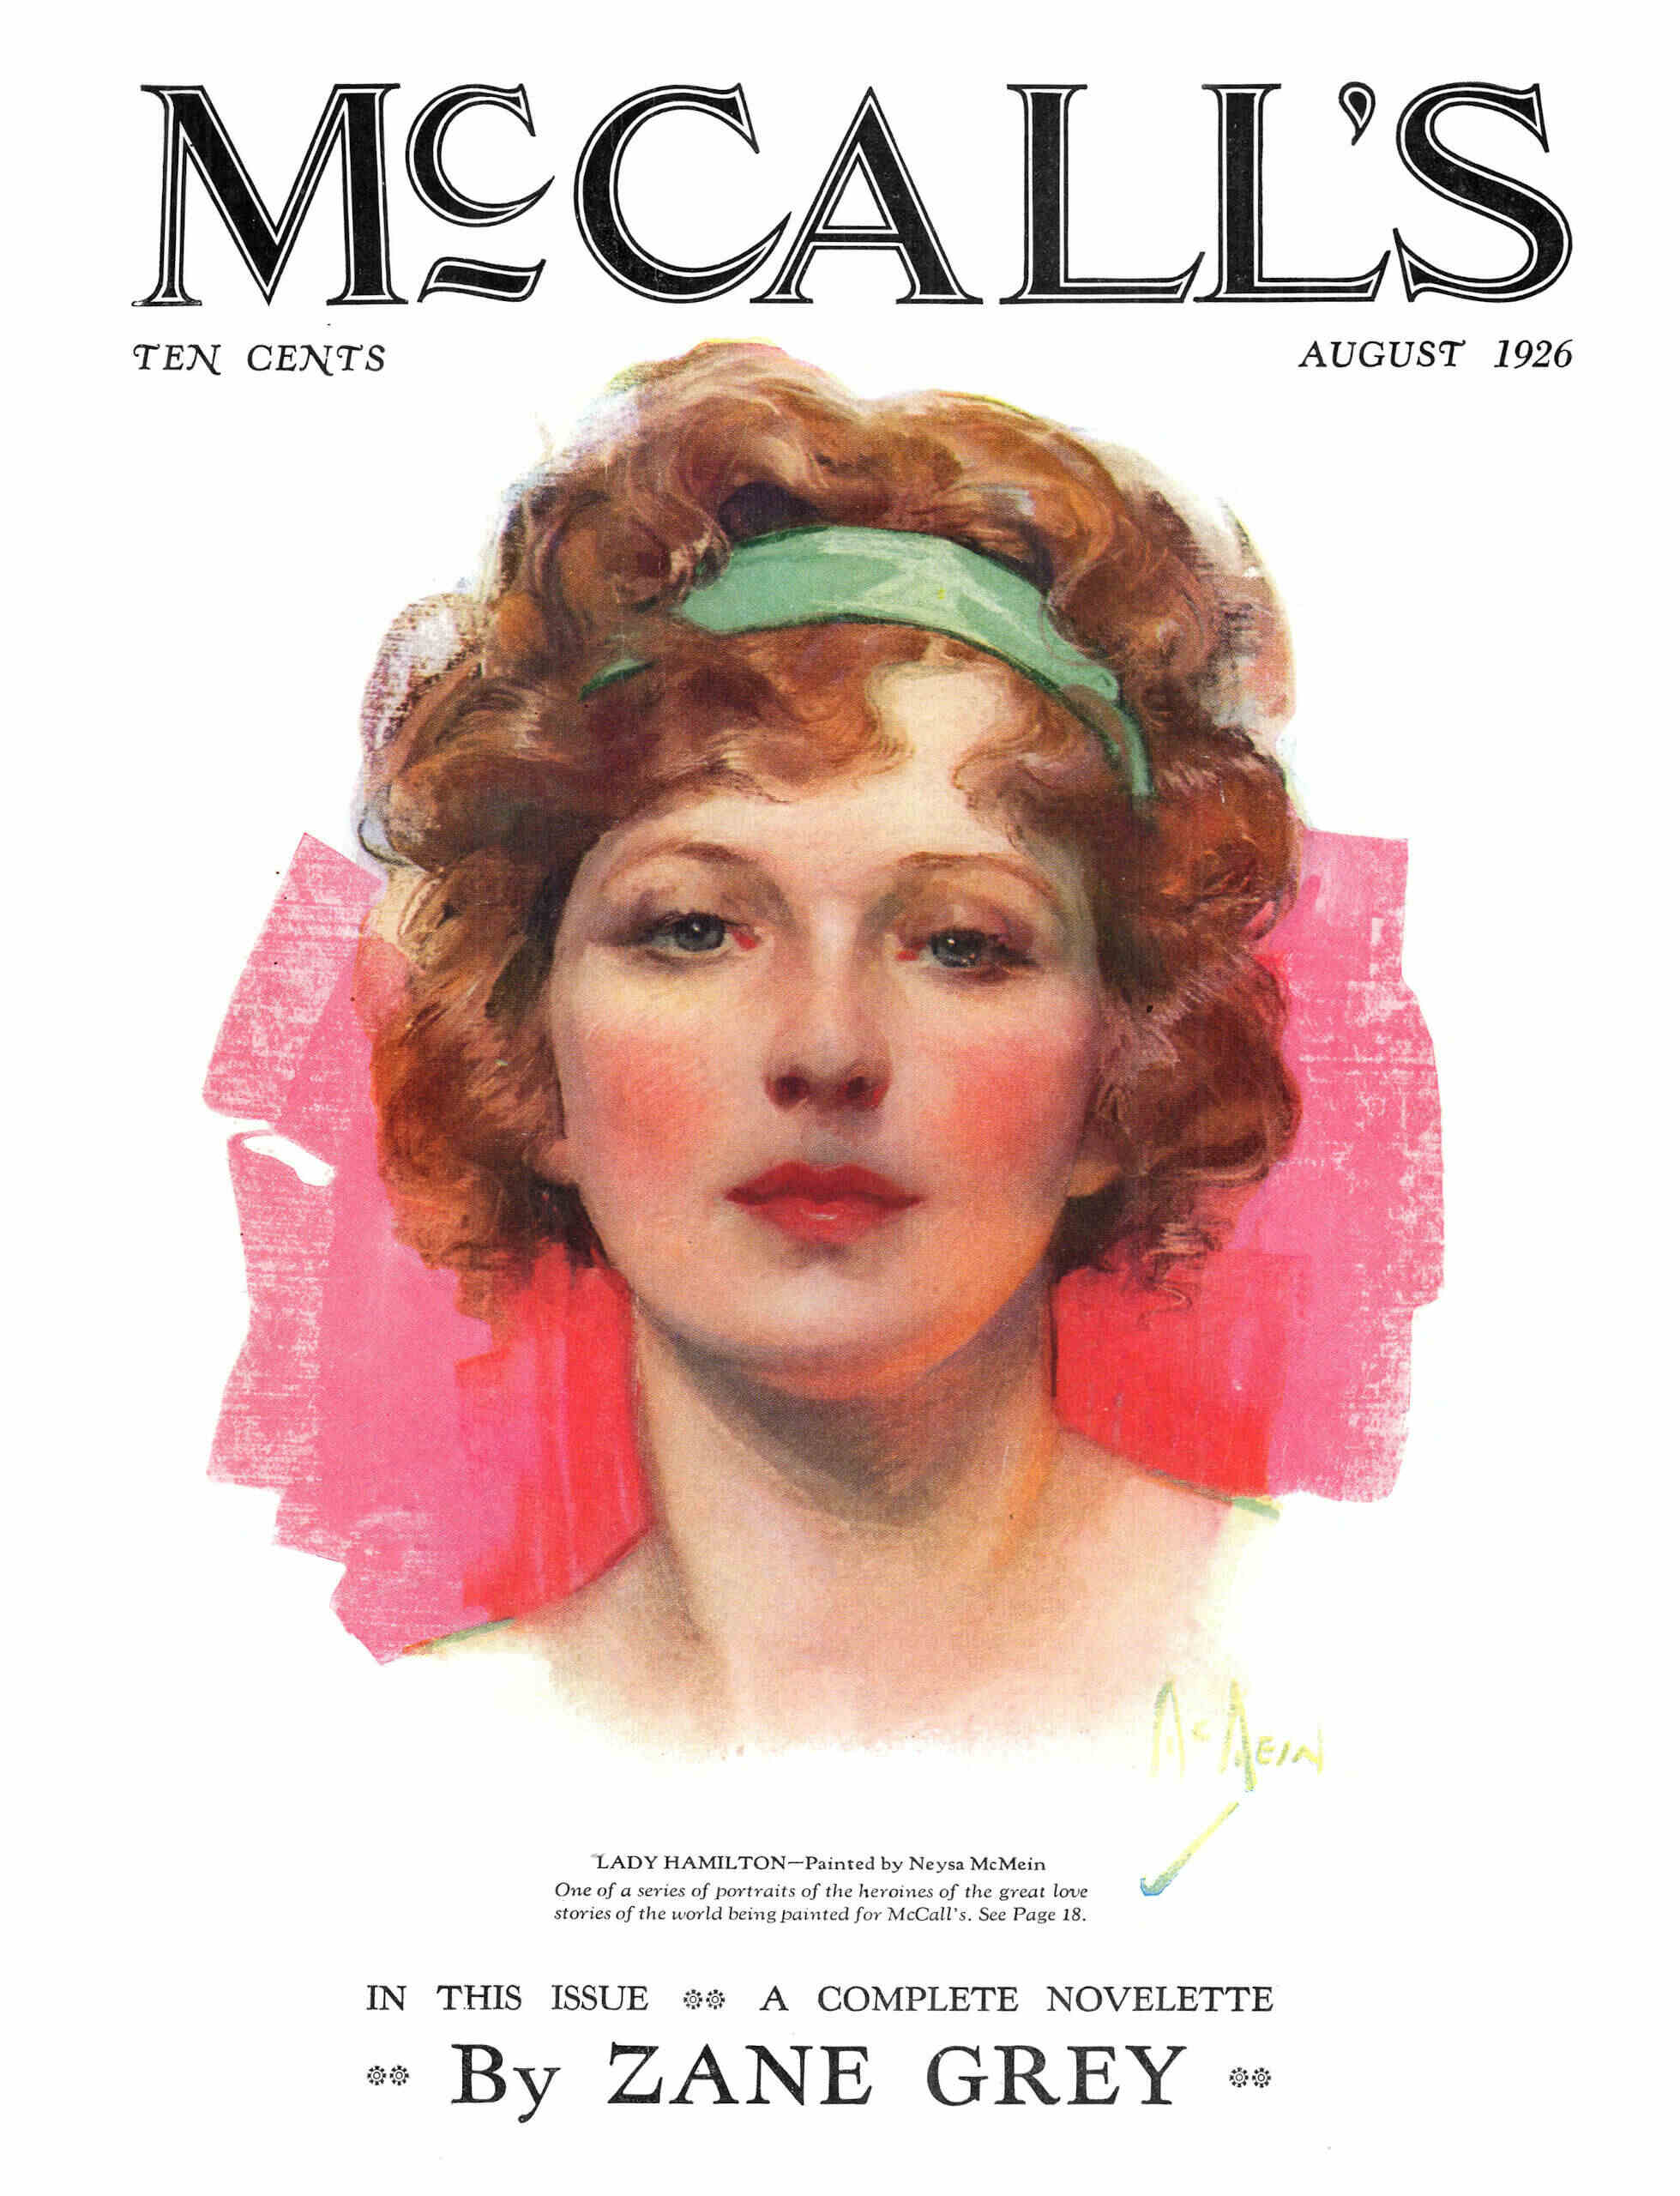 McCALL'S
TEN CENTS
AUGUST 1926
McMein
LADY HAMILTON—Painted by Neysa McMein
One of a series of portraits of the heroines of the great love
stories of the world being painted for McCall's. See Page 18.
IN THIS ISSUE A COMPLETE NOVELETTE
By ZANE GREY